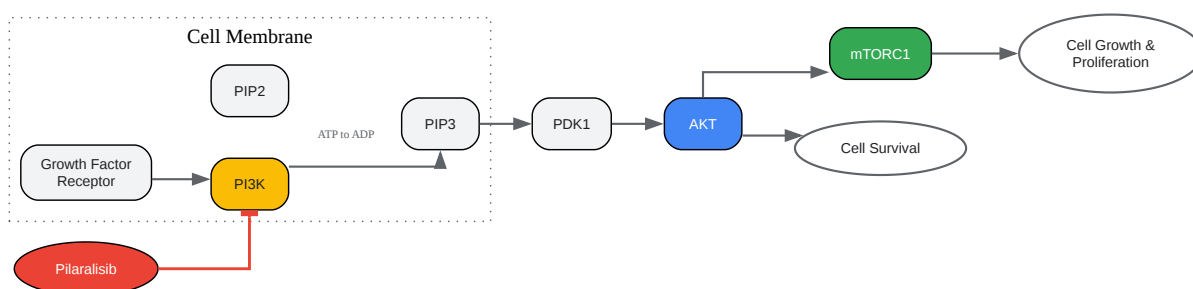 Cell Membrane
PIP2
ATP to ADP
PIP3
Growth Factor
Receptor
PI3K
Pilaralisib
PDK1
AKT
mTORC1
Cell Growth &
Proliferation
Cell Survival